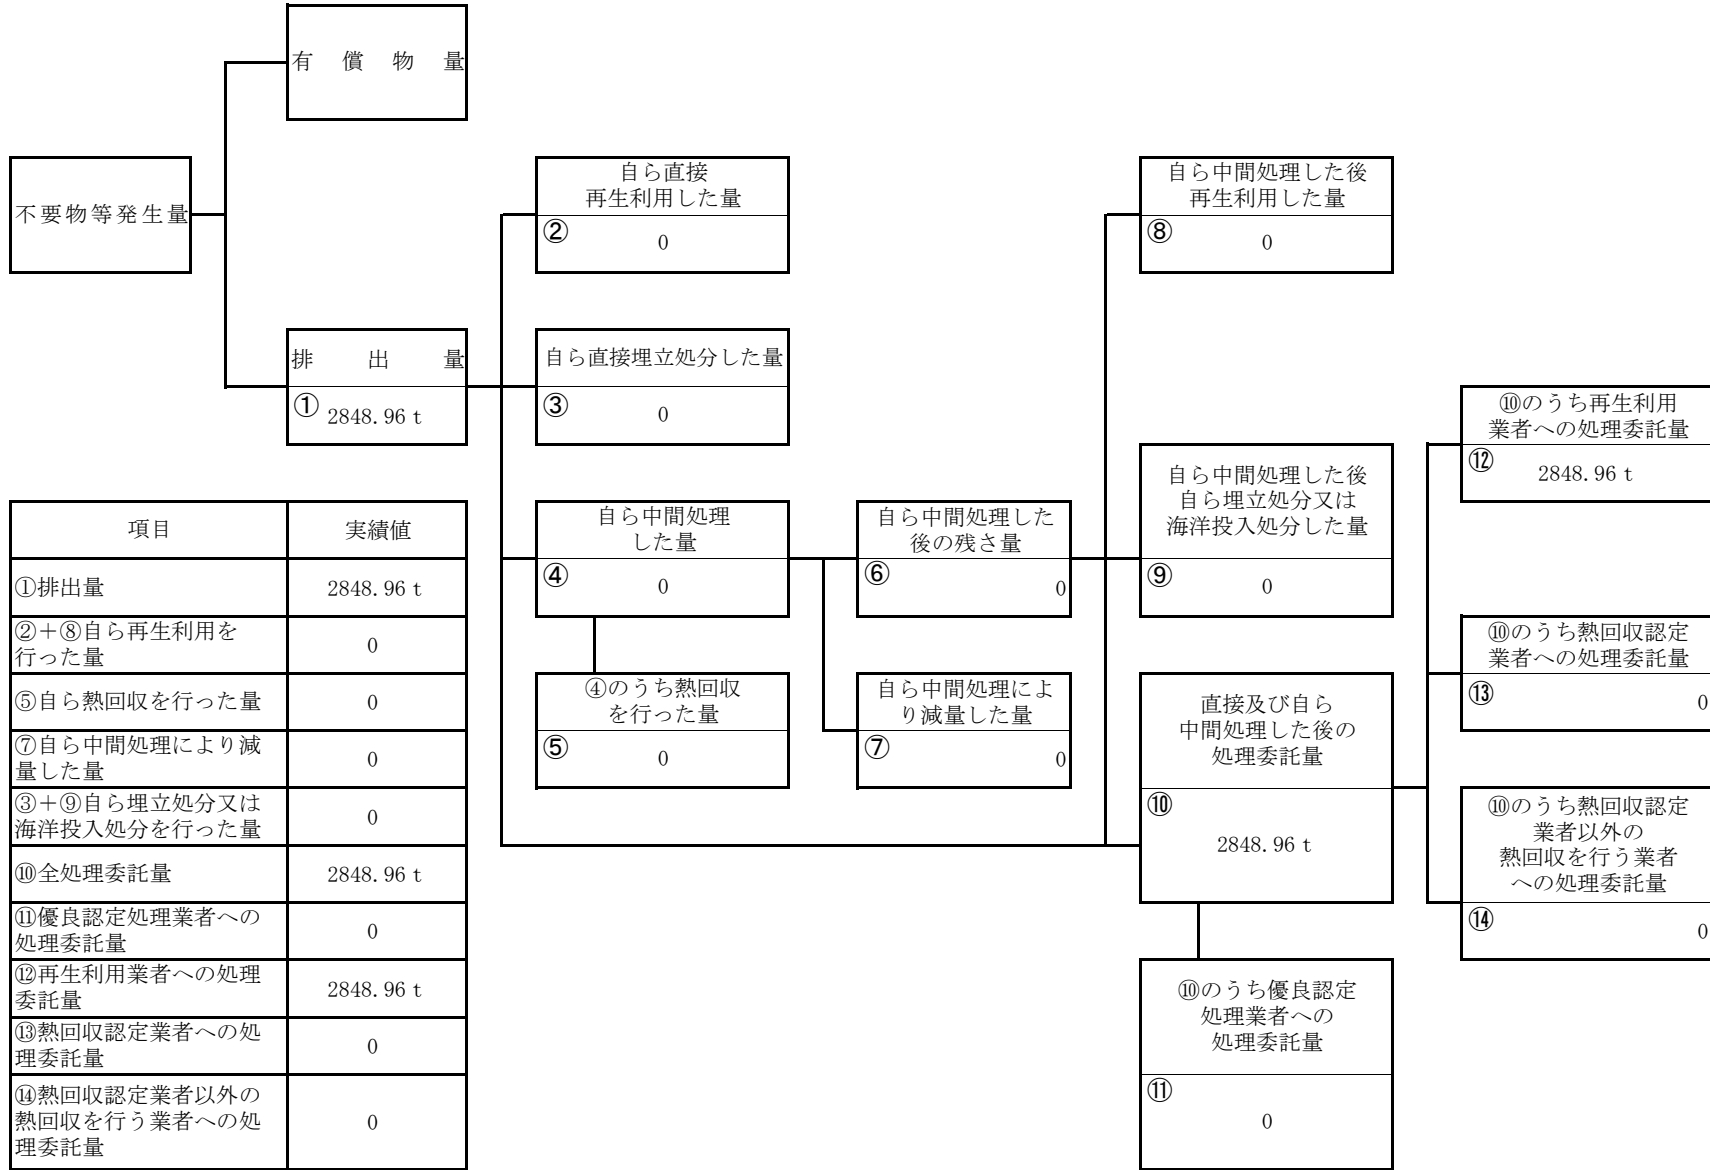 有償物量
不要物等発生量
自ら直接
再生利用した量
②
0
自ら中間処理した後
再生利用した量
⑧
0
排出量
①
2848.96 t
自ら直接埋立処分した量
③
0
⑩のうち再生利用
業者への処理委託量
⑫
2848.96 t
自ら中間処理
した量
④
0
自ら中間処理した
後の残さ量
⑥
0
自ら中間処理した後
自ら埋立処分又は
海洋投入処分した量
⑨
0
⑩のうち熱回収認定
業者への処理委託量
⑬
0
④のうち熱回収
を行った量
⑤
0
自ら中間処理によ
り減量した量
⑦
0
直接及び自ら
中間処理した後の
処理委託量
⑩
2848.96 t
⑩のうち熱回収認定
業者以外の
熱回収を行う業者
への処理委託量
⑭
0
⑩のうち優良認定
処理業者への
処理委託量
⑪
0
項目 実績値
①排出量 2848.96 t
②＋⑧自ら再生利用を
行った量
0
⑤自ら熱回収を行った量 0
⑦自ら中間処理により減
量した量
0
③＋⑨自ら埋立処分又は
海洋投入処分を行った量
0
⑩全処理委託量 2848.96 t
⑪優良認定処理業者への
処理委託量
0
⑫再生利用業者への処理
委託量
2848.96 t
⑬熱回収認定業者への処
理委託量
0
⑭熱回収認定業者以外の
熱回収を行う業者への処
理委託量
0